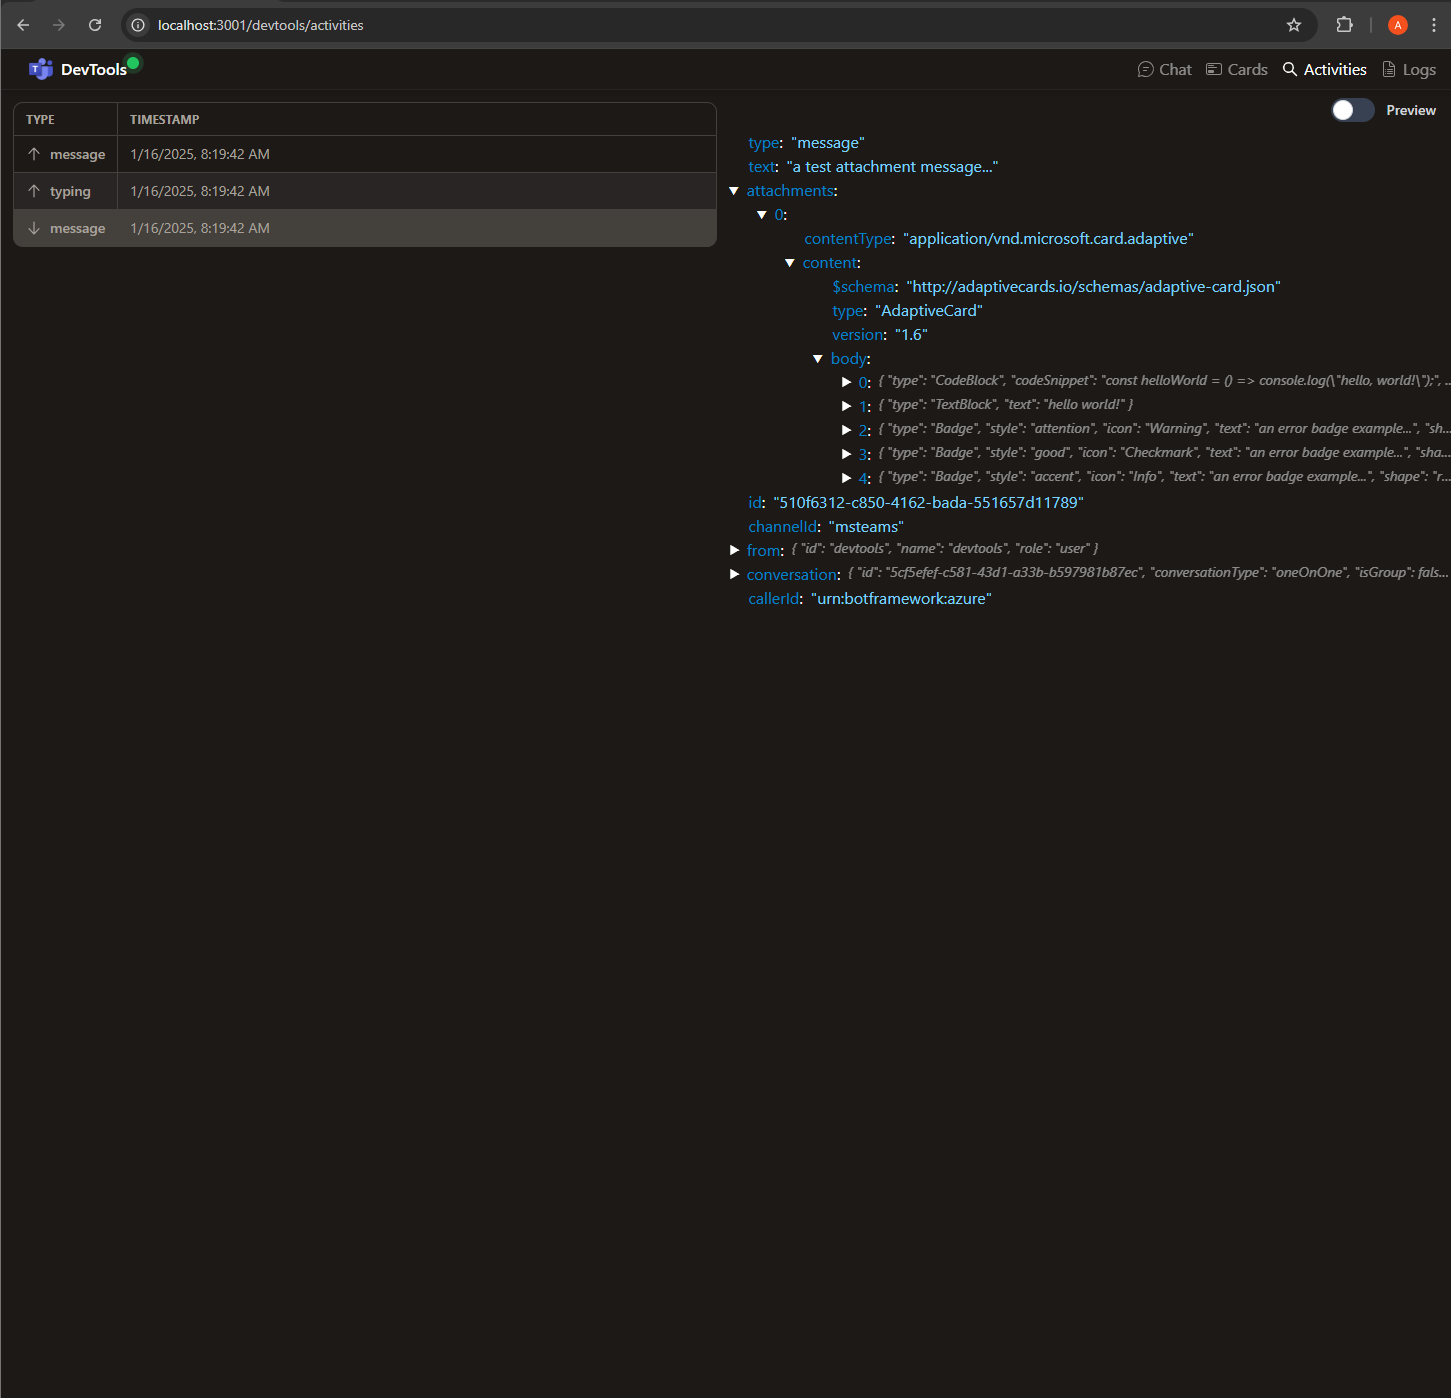 localhost:3001/devtools/activities
A
T
DevTools
Chat
Cards
Activities
Logs
Preview
TYPE TIMESTAMP
message 1/16/2025, 8:19:42 AM
typing 1/16/2025, 8:19:42 AM
message 1/16/2025, 8:19:42 AM
type: "message"
text: "a test attachment message..."
attachments:
0:
contentType: "application/vnd.microsoft.card.adaptive"
content:
$schema: "http://adaptivecards.io/schemas/adaptive-card.json"
type: "AdaptiveCard"
version: "1.6"
body:
0: { "type": "CodeBlock", "codeSnippet": "const helloWorld = () => console.log(\"hello, world!\");", ...
1: { "type": "TextBlock", "text": "hello world!" }
2: { "type": "Badge", "style": "attention", "icon": "Warning", "text": "an error badge example...", "sh...
3: { "type": "Badge", "style": "good", "icon": "Checkmark", "text": "an error badge example...", "sha...
4: { "type": "Badge", "style": "accent", "icon": "Info", "text": "an error badge example...", "shape": "r...
id: "510f6312-c850-4162-bada-551657d11789"
channelId: "msteams"
from: { "id": "devtools", "name": "devtools", "role": "user" }
conversation: { "id": "5cf5efef-c581-43d1-a33b-b597981b87ec", "conversationType": "oneOnOne", "isGroup": fals...
callerId: "urn:botframework:azure"